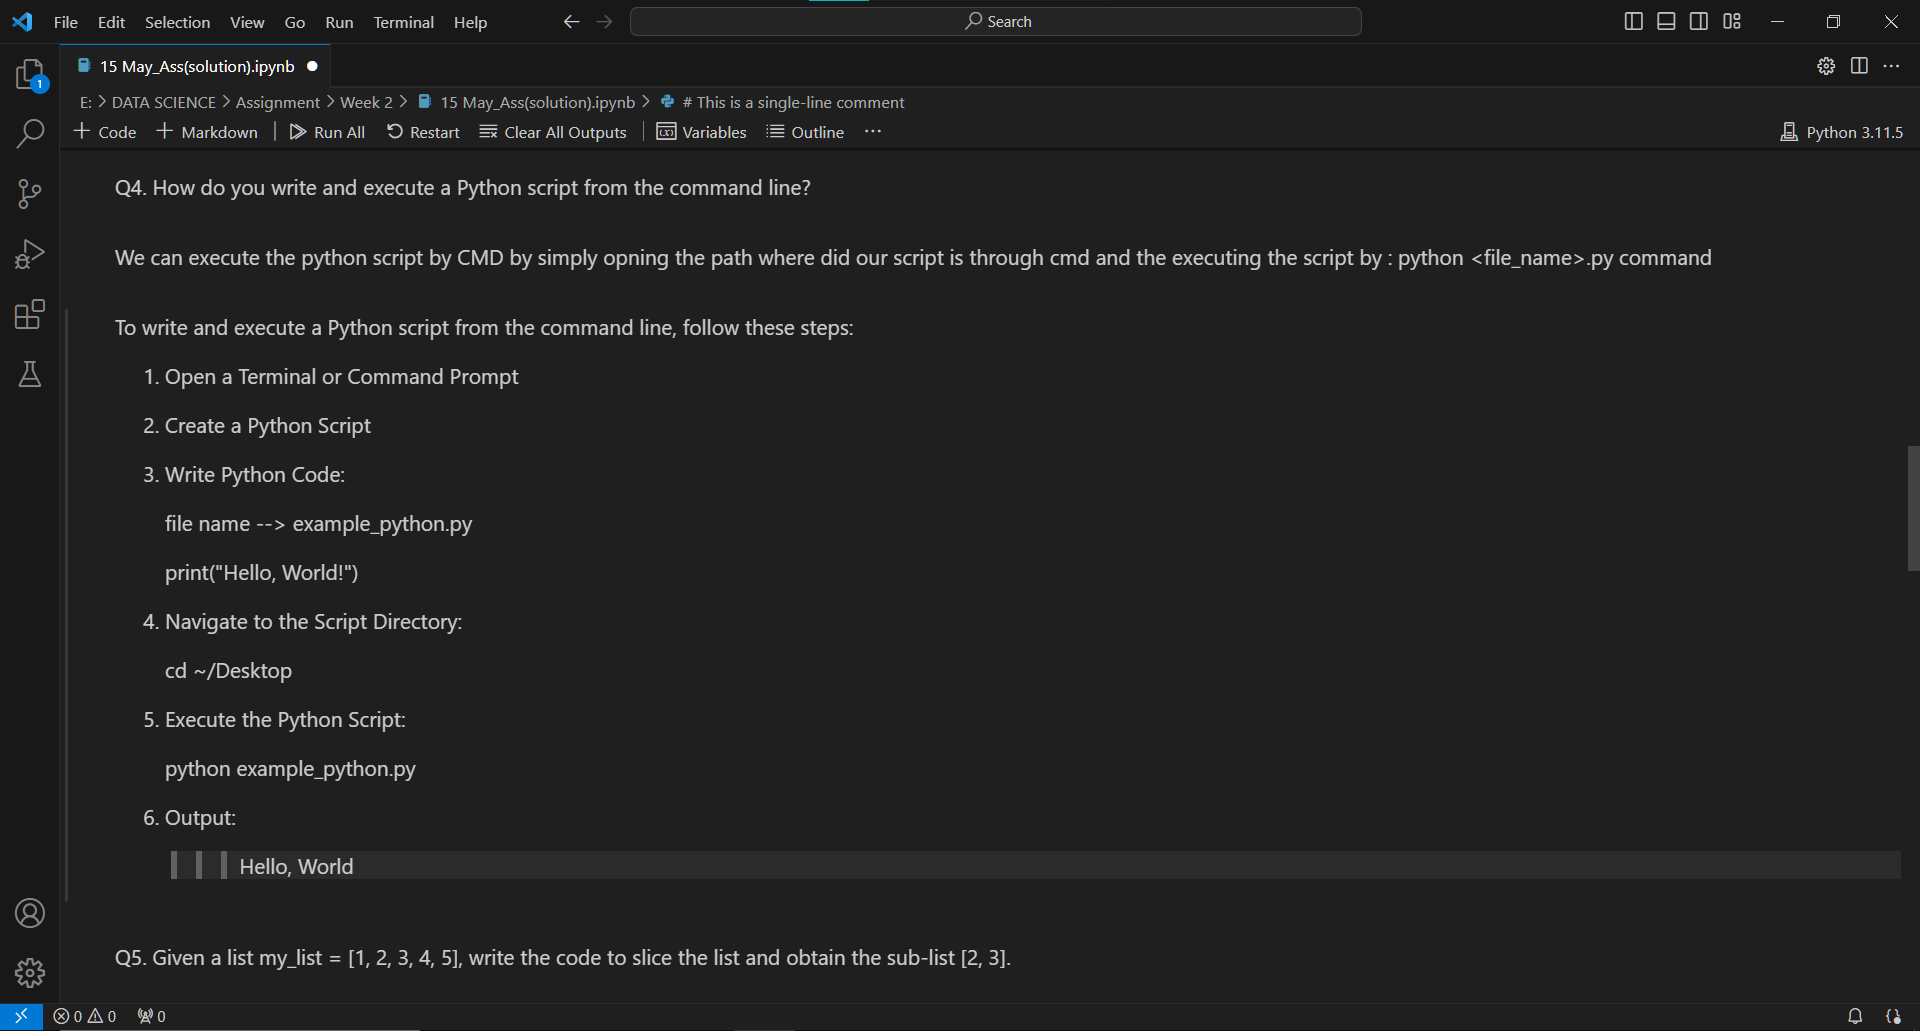 File Edit Selection View Go Run Terminal Help
Search
1
15 May_Ass(solution).ipynb
E: > DATA SCIENCE > Assignment > Week 2 > 15 May_Ass(solution).ipynb > # This is a single-line comment
+ Code + Markdown | Run All Restart Clear All Outputs | Variables Outline ···
Python 3.11.5
Q4. How do you write and execute a Python script from the command line?
We can execute the python script by CMD by simply opning the path where did our script is through cmd and the executing the script by : python <file_name>.py command
To write and execute a Python script from the command line, follow these steps:
1. Open a Terminal or Command Prompt
2. Create a Python Script
3. Write Python Code:
file name --> example_python.py
print("Hello, World!")
4. Navigate to the Script Directory:
cd ~/Desktop
5. Execute the Python Script:
python example_python.py
6. Output:
Hello, World
Q5. Given a list my_list = [1, 2, 3, 4, 5], write the code to slice the list and obtain the sub-list [2, 3].
0 0 0